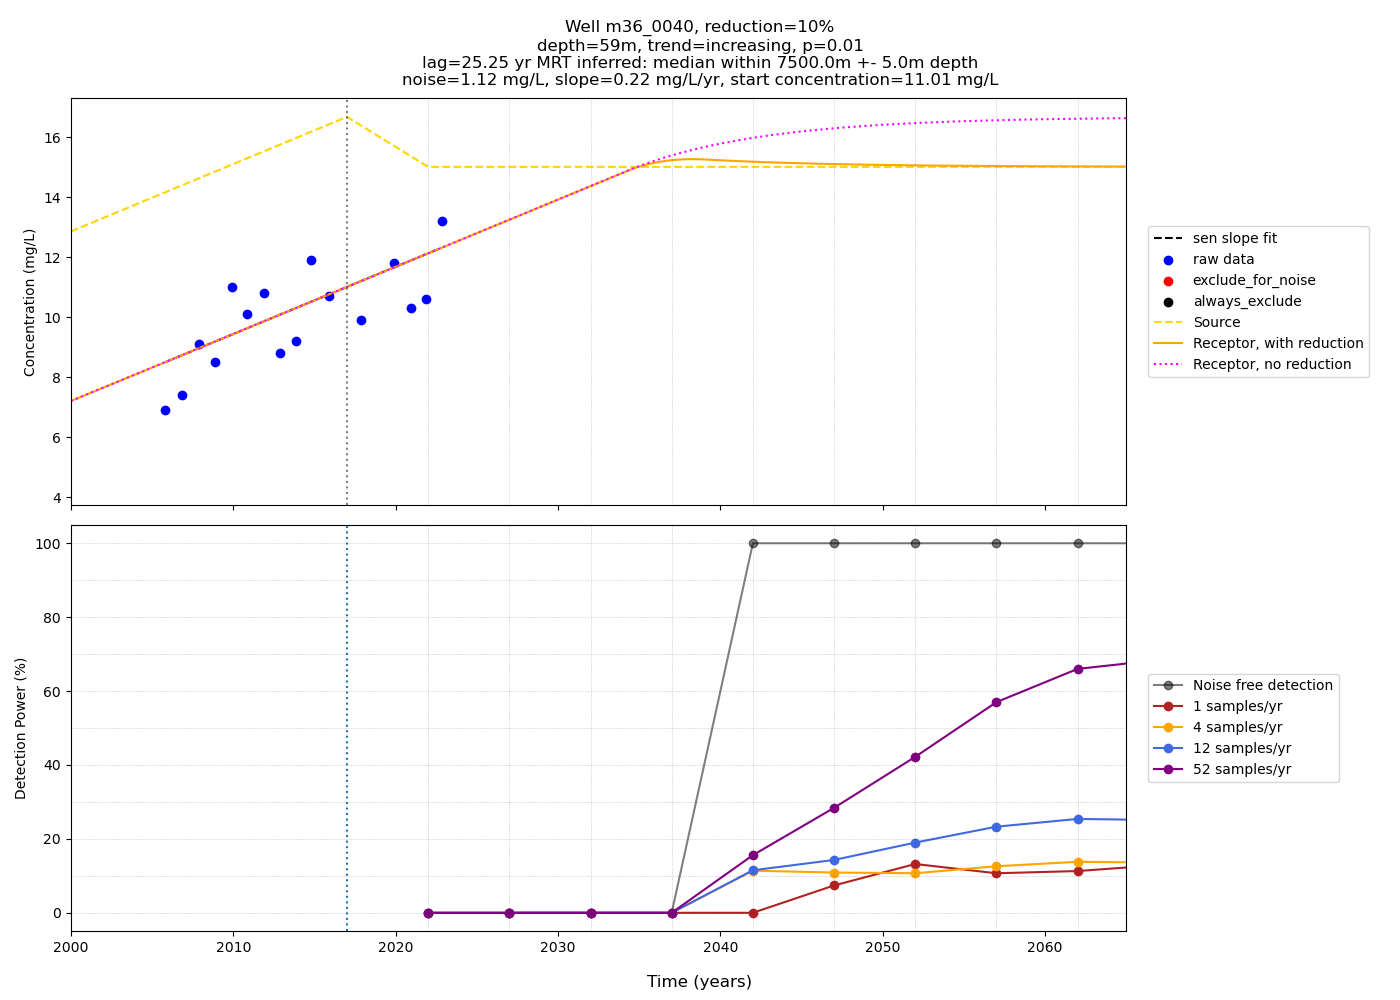 Well m36_0040, reduction=10%
depth=59m, trend=increasing, p=0.01
lag=25.25 yr MRT inferred: median within 7500.0m +- 5.0m depth
noise=1.12 mg/L, slope=0.22 mg/L/yr, start concentration=11.01 mg/L
16
14
12
10
8
6
4
Concentration (mg/L)
sen slope fit
raw data
exclude_for_noise
always_exclude
Source
Receptor, with reduction
Receptor, no reduction
100
80
60
40
20
0
Detection Power (%)
Noise free detection
1 samples/yr
4 samples/yr
12 samples/yr
52 samples/yr
2000 2010 2020 2030 2040 2050 2060
Time (years)